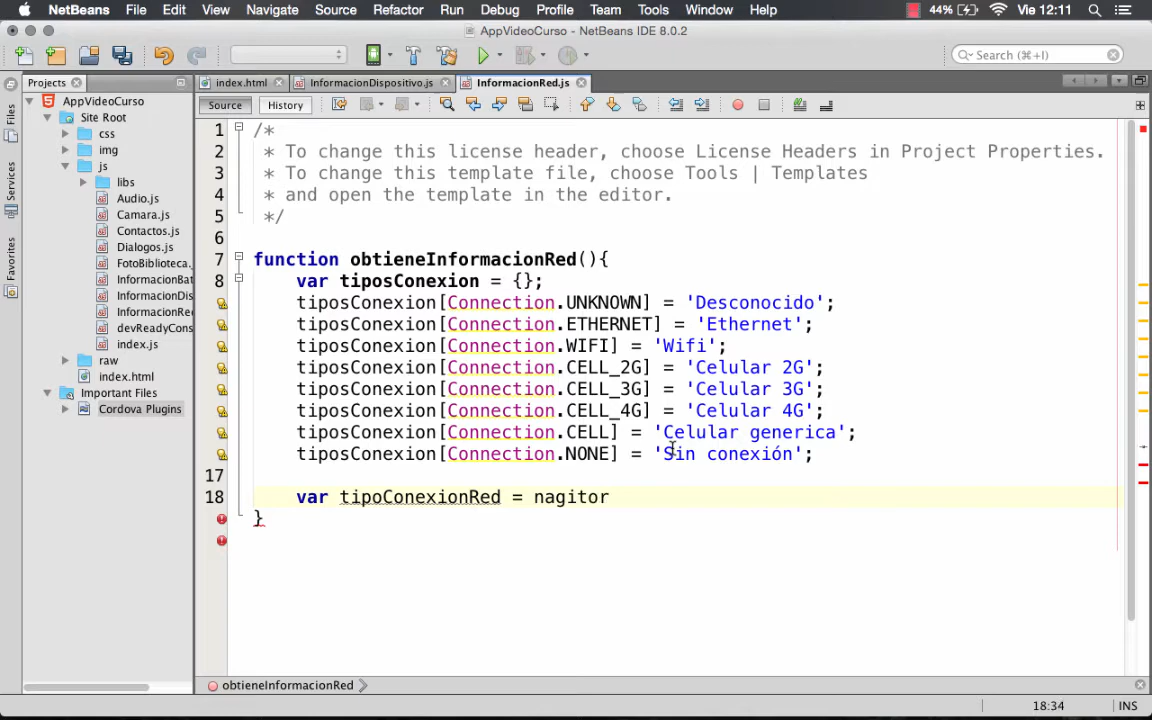 NetBeans File Edit View Navigate Source Refactor Run Debug Profile Team Tools Window Help 44% Vie 12:11
AppVideoCurso - NetBeans IDE 8.0.2
Search (⌘+I)
Projects index.html InformacionDispositivo.js InformacionRed.js
Source History
Files
Services
Favorites
AppVideoCurso
Site Root
css
img
js
libs
Audio.js
Camara.js
Contactos.js
Dialogos.js
FotoBiblioteca.
InformacionBat
InformacionDis
InformacionRec
devReadyCons
index.js
raw
index.html
Important Files
Cordova Plugins
1 /*
2 * To change this license header, choose License Headers in Project Properties.
3 * To change this template file, choose Tools | Templates
4 * and open the template in the editor.
5 */
6
7 function obtieneInformacionRed(){
8 var tiposConexion = {};
tiposConexion[Connection.UNKNOWN] = 'Desconocido';
tiposConexion[Connection.ETHERNET] = 'Ethernet';
tiposConexion[Connection.WIFI] = 'Wifi';
tiposConexion[Connection.CELL_2G] = 'Celular 2G';
tiposConexion[Connection.CELL_3G] = 'Celular 3G';
tiposConexion[Connection.CELL_4G] = 'Celular 4G';
tiposConexion[Connection.CELL] = 'Celular generica';
tiposConexion[Connection.NONE] = 'Sin conexión';
17
18 var tipoConexionRed = nagitor
}
obtieneInformacionRed
18:34 INS